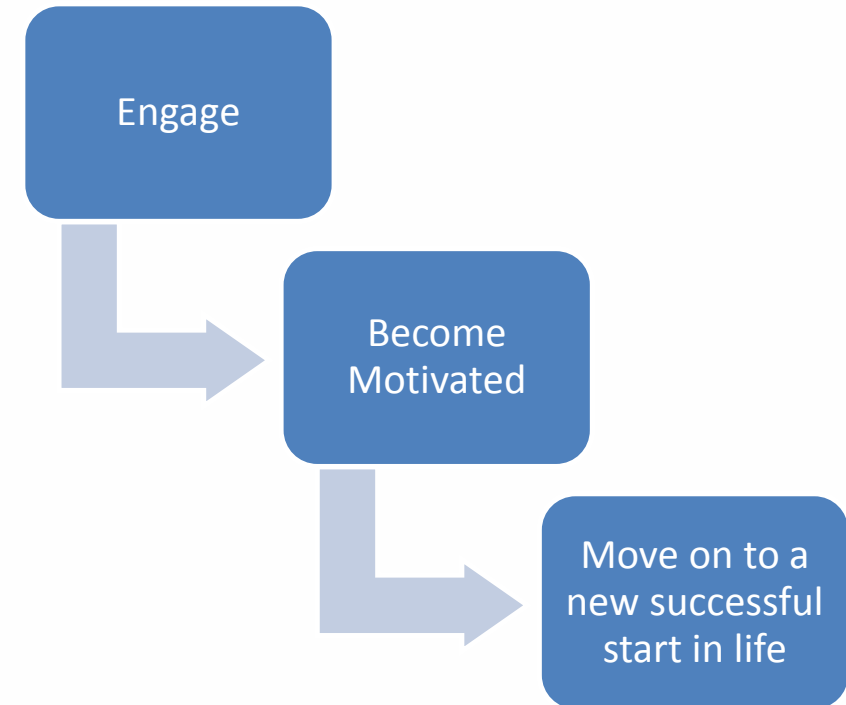 Engage
Become
Motivated
Move on to a
new successful
start in life